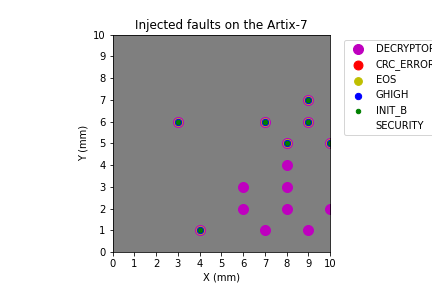 Injected faults on the Artix-7
10
9
8
7
6
5
4
3
2
1
0
Y (mm)
0 1 2 3 4 5 6 7 8 9 10
X (mm)
DECRYPTOR
CRC_ERROR
EOS
GHIGH
INIT_B
SECURITY